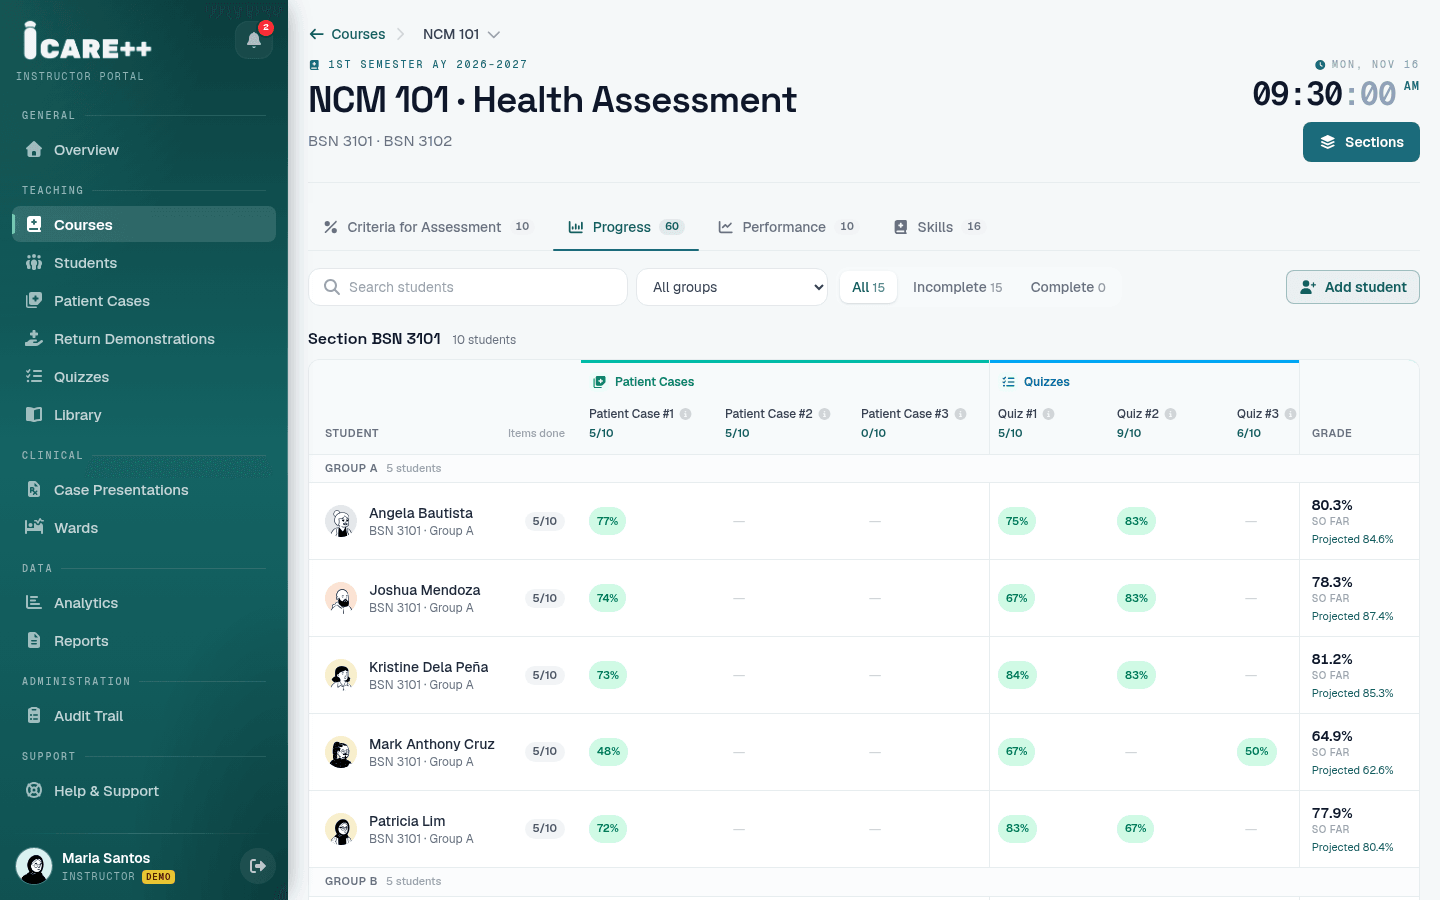 iCARE++
2
INSTRUCTOR PORTAL
GENERAL
Overview
TEACHING
Courses
Students
Patient Cases
Return Demonstrations
Quizzes
Library
CLINICAL
Case Presentations
Wards
DATA
Analytics
Reports
ADMINISTRATION
Audit Trail
SUPPORT
Help & Support
Maria Santos
INSTRUCTOR DEMO
Courses NCM 101
1ST SEMESTER AY 2026-2027
NCM 101 · Health Assessment
BSN 3101 · BSN 3102
MON, NOV 16
09:30:00 AM
Sections
Criteria for Assessment 10 Progress 60 Performance 10 Skills 16
Search students All groups All 15 Incomplete 15 Complete 0 Add student
Section BSN 3101 10 students
Patient Cases Quizzes
Patient Case #1 Patient Case #2 Patient Case #3 Quiz #1 Quiz #2 Quiz #3
STUDENT Items done 5/10 5/10 0/10 5/10 9/10 6/10 GRADE
GROUP A 5 students
Angela Bautista
BSN 3101 · Group A
5/10 77% — — 75% 83% —
80.3%
SO FAR
Projected 84.6%
Joshua Mendoza
BSN 3101 · Group A
5/10 74% — — 67% 83% —
78.3%
SO FAR
Projected 87.4%
Kristine Dela Peña
BSN 3101 · Group A
5/10 73% — — 84% 83% —
81.2%
SO FAR
Projected 85.3%
Mark Anthony Cruz
BSN 3101 · Group A
5/10 48% — — 67% — 50%
64.9%
SO FAR
Projected 62.6%
Patricia Lim
BSN 3101 · Group A
5/10 72% — — 83% 67% —
77.9%
SO FAR
Projected 80.4%
GROUP B 5 students